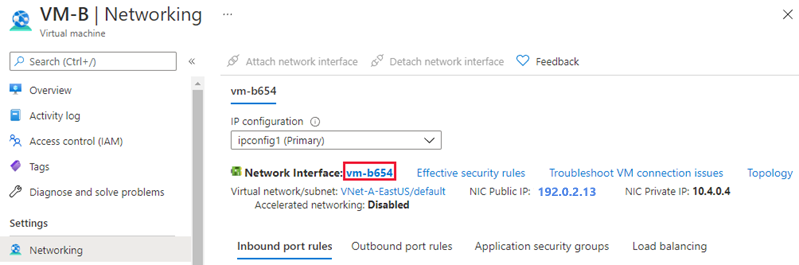 VM-B | Networking
Virtual machine
Search (Ctrl+/)
«
Overview
Activity log
Access control (IAM)
Tags
Diagnose and solve problems
Settings
Networking
Attach network interface Detach network interface Feedback
vm-b654
IP configuration
ipconfig1 (Primary)
Network Interface: vm-b654 Effective security rules Troubleshoot VM connection issues Topology
Virtual network/subnet: VNet-A-EastUS/default NIC Public IP: 192.0.2.13 NIC Private IP: 10.4.0.4
Accelerated networking: Disabled
Inbound port rules Outbound port rules Application security groups Load balancing